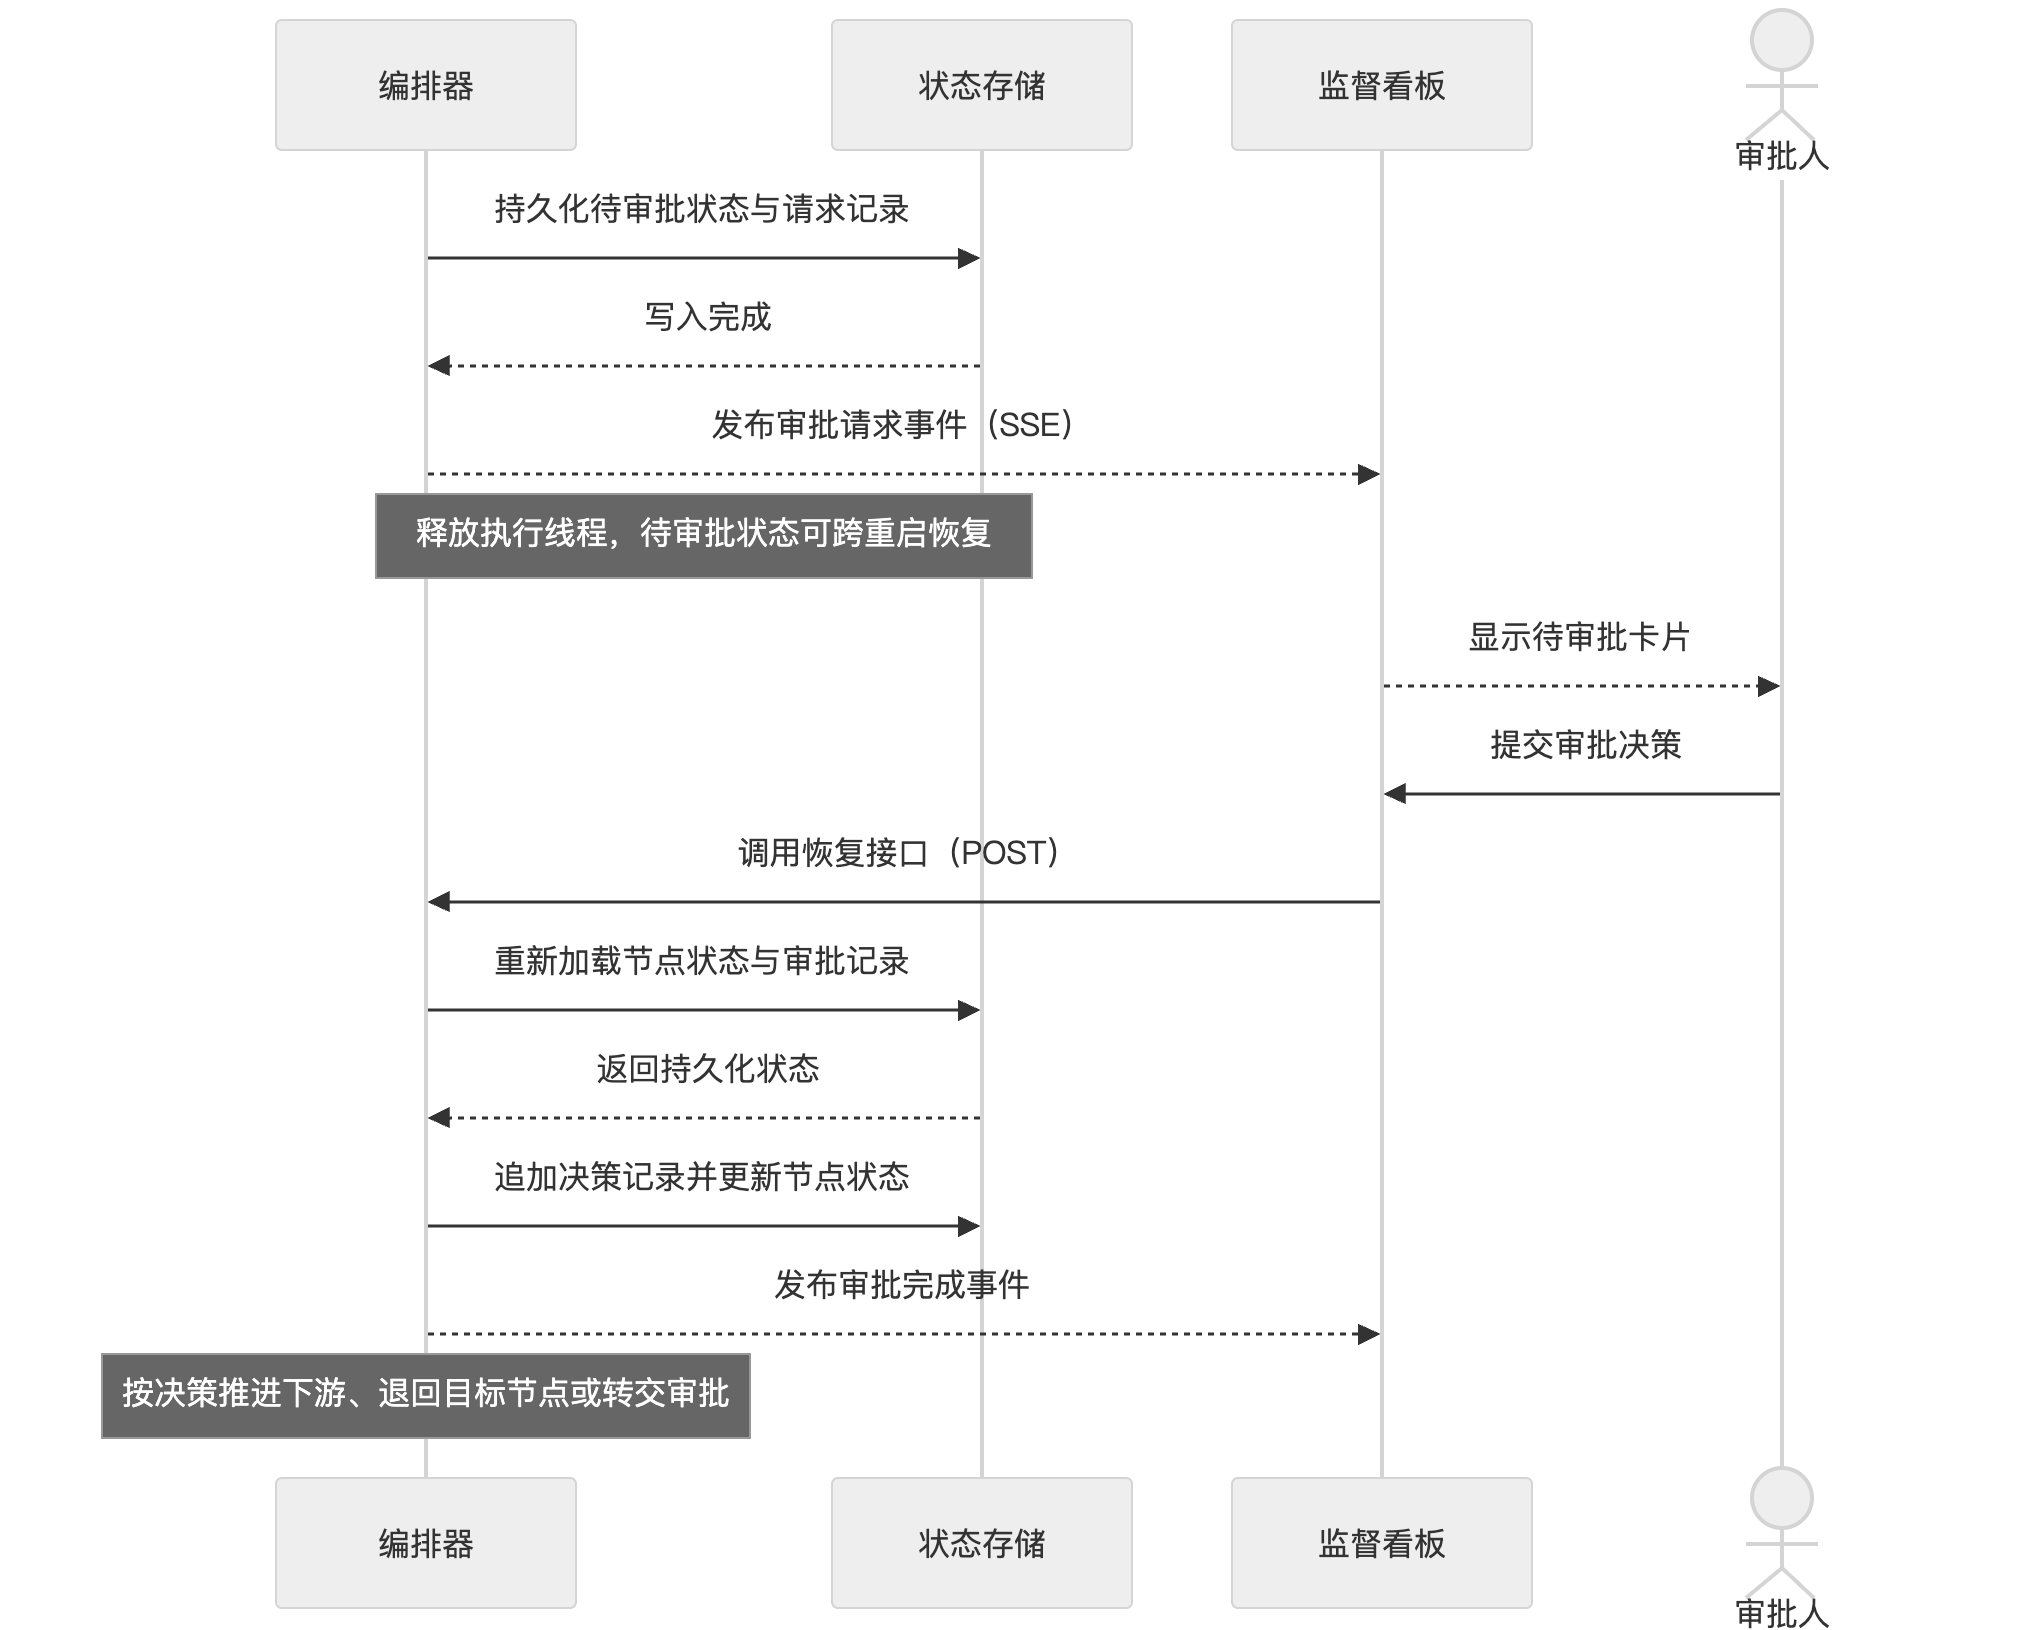 编排器
状态存储
监督看板
审批人
持久化待审批状态与请求记录
写入完成
发布审批请求事件（SSE）
释放执行线程，待审批状态可跨重启恢复
显示待审批卡片
提交审批决策
调用恢复接口（POST）
重新加载节点状态与审批记录
返回持久化状态
追加决策记录并更新节点状态
发布审批完成事件
按决策推进下游、退回目标节点或转交审批
编排器
状态存储
监督看板
审批人